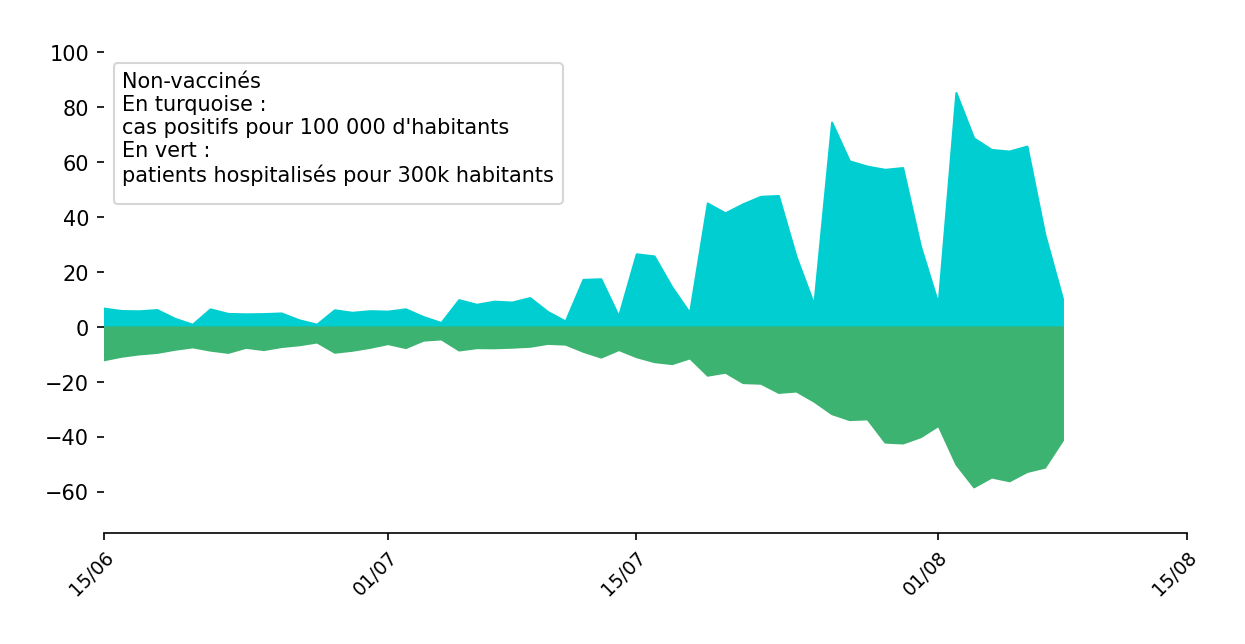 100
80
60
40
20
0
−20
−40
−60
Non-vaccinés
En turquoise :
cas positifs pour 100 000 d'habitants
En vert :
patients hospitalisés pour 300k habitants
15/06
01/07
15/07
01/08
15/08